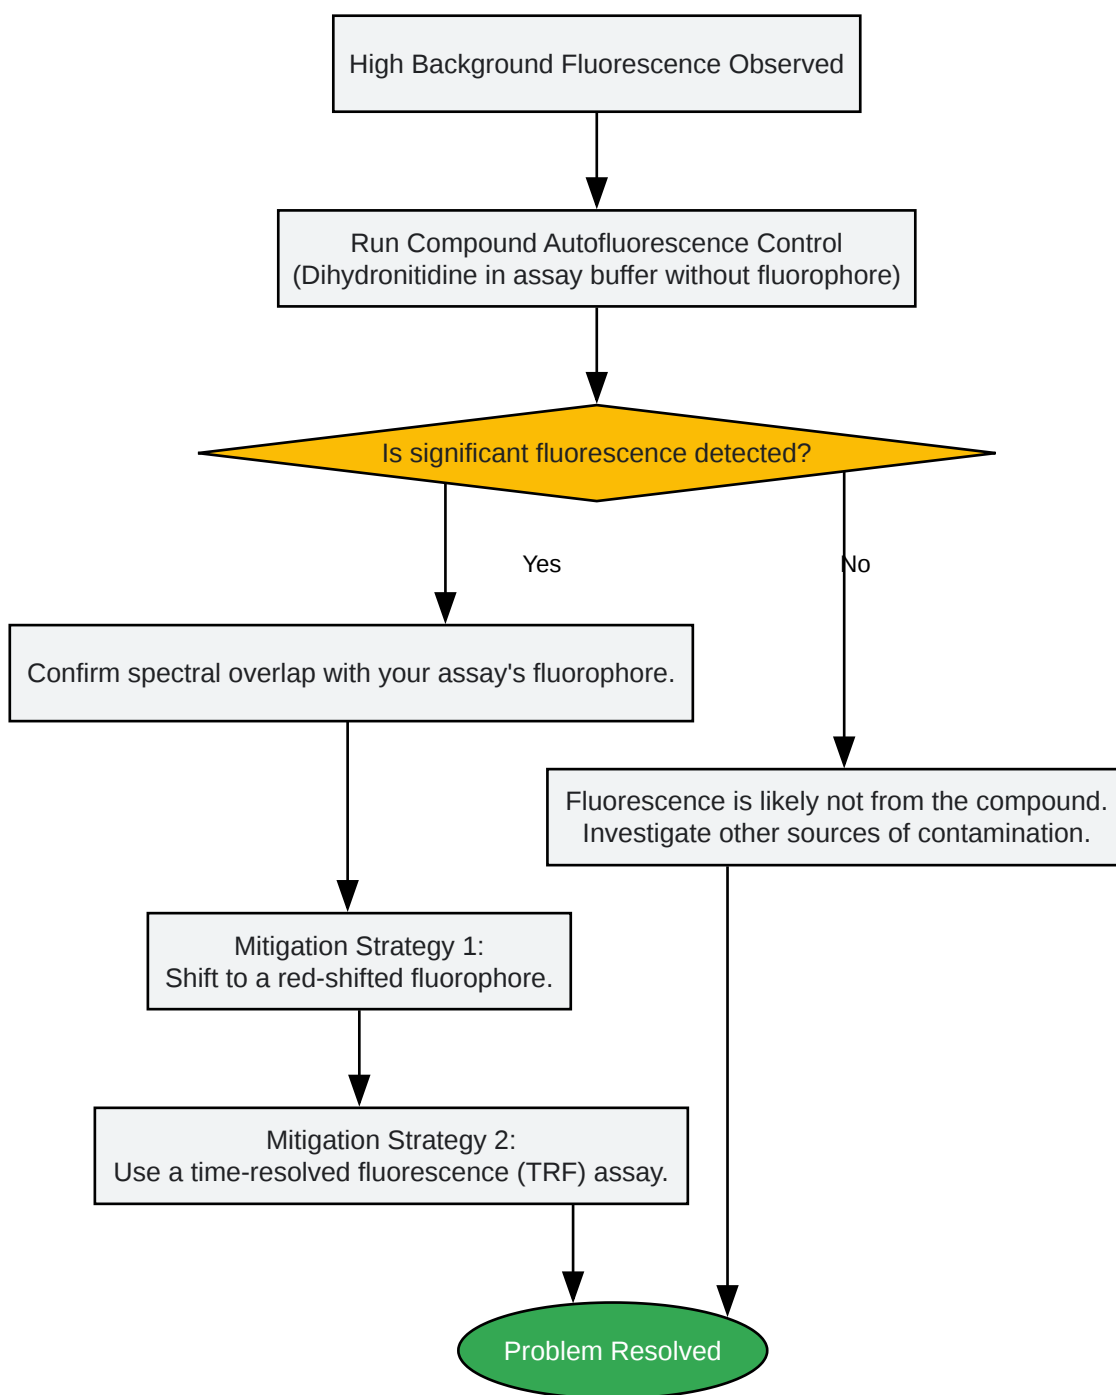 High Background Fluorescence Observed
Run Compound Autofluorescence Control
(Dihydronitidine in assay buffer without fluorophore)
Is significant fluorescence detected?
Yes
No
Confirm spectral overlap with your assay's fluorophore.
Fluorescence is likely not from the compound.
Investigate other sources of contamination.
Mitigation Strategy 1:
Shift to a red-shifted fluorophore.
Mitigation Strategy 2:
Use a time-resolved fluorescence (TRF) assay.
Problem Resolved